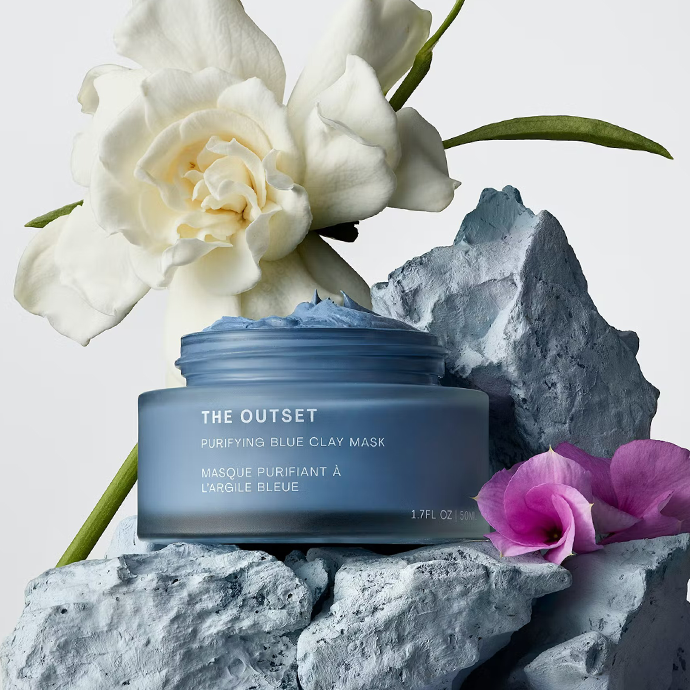 THE OUTSET
PURIFYING BLUE CLAY MASK
MASQUE PURIFIANT À
L'ARGILE BLEUE
1.7FL OZ | 50ML